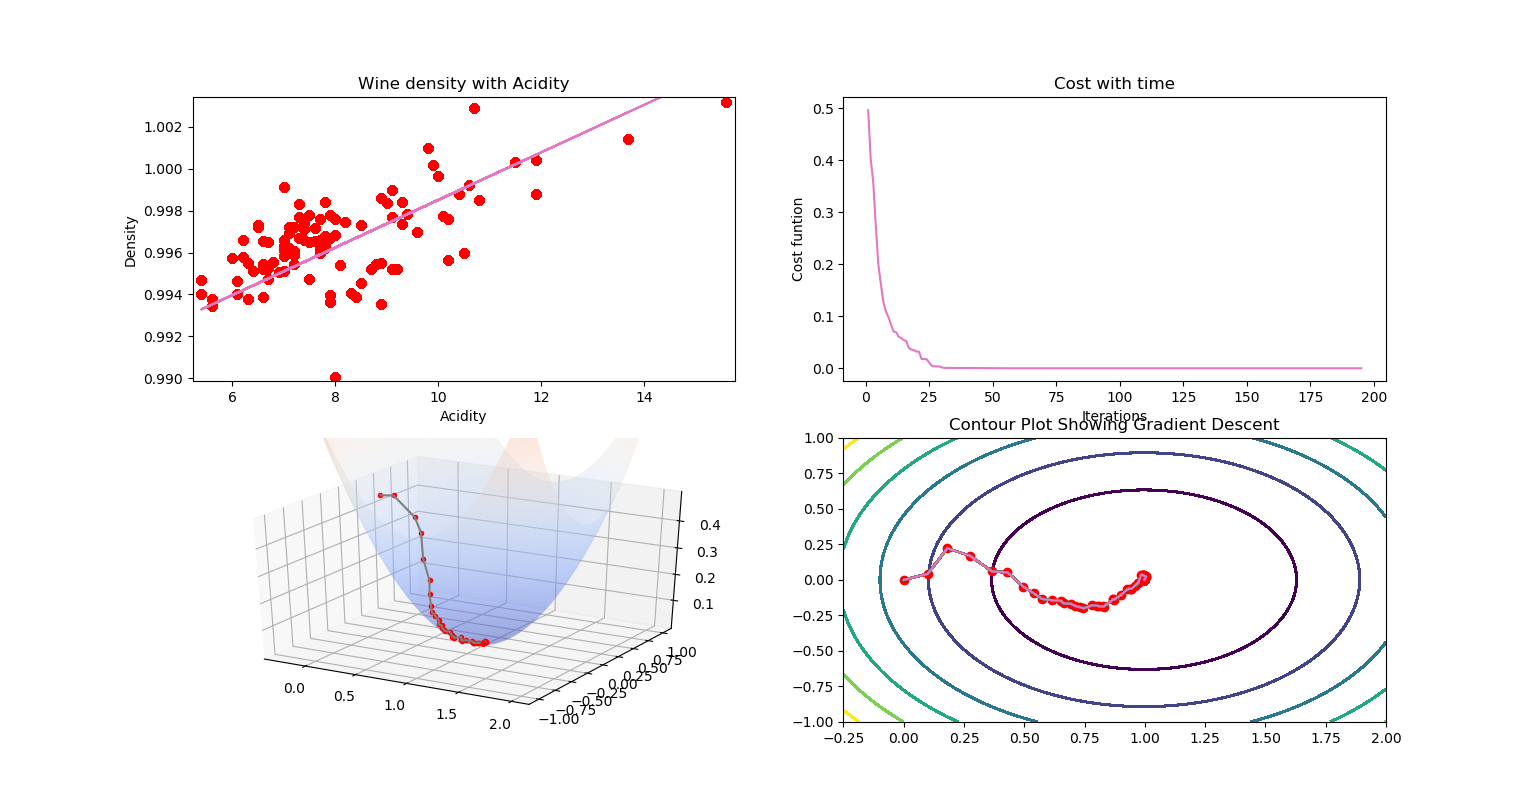 Wine density with Acidity
1.002
1.000
0.998
0.996
0.994
0.992
0.990
Density
6 8 10 12 14
Acidity
Cost with time
0.5
0.4
0.3
0.2
0.1
0.0
Cost funtion
0 25 50 75 100 125 150 175 200
Iterations
0.4
0.3
0.2
0.1
0.0 0.5 1.0 1.5 2.0
−1.00 −0.75 −0.50 −0.25 0.00 0.25 0.50 0.75 1.00
Contour Plot Showing Gradient Descent
1.00
0.75
0.50
0.25
0.00
−0.25
−0.50
−0.75
−1.00
−0.25 0.00 0.25 0.50 0.75 1.00 1.25 1.50 1.75 2.00